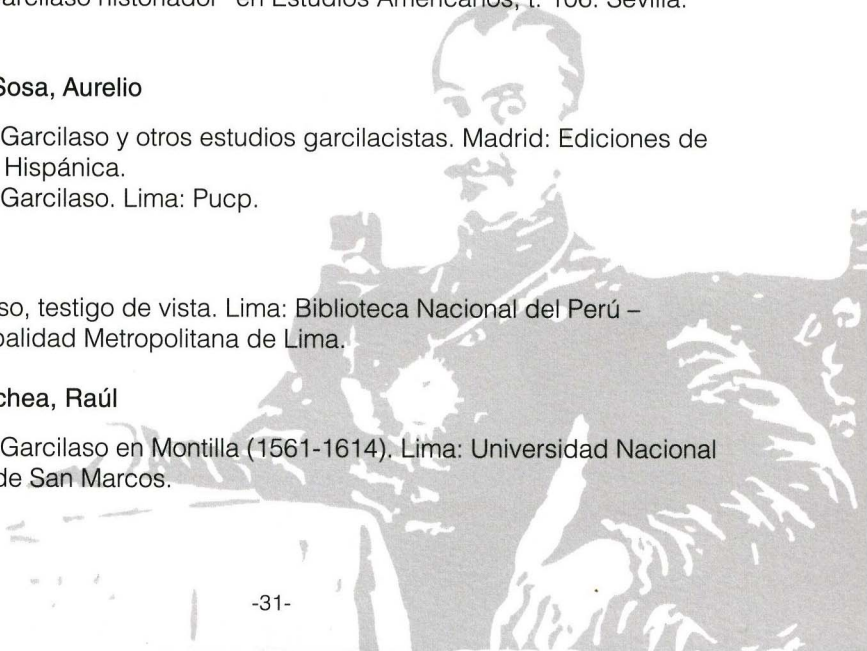 arcilaso historiador" en Estudios Americanos, t. 106. Sevilla.
Sosa, Aurelio
Garcilaso y otros estudios garcilacistas. Madrid: Ediciones de
Hispánica.
Garcilaso. Lima: Pucp.
so, testigo de vista. Lima: Biblioteca Nacional del Perú –
palidad Metropolitana de Lima.
chea, Raúl
Garcilaso en Montilla (1561-1614). Lima: Universidad Nacional
de San Marcos.
-31-